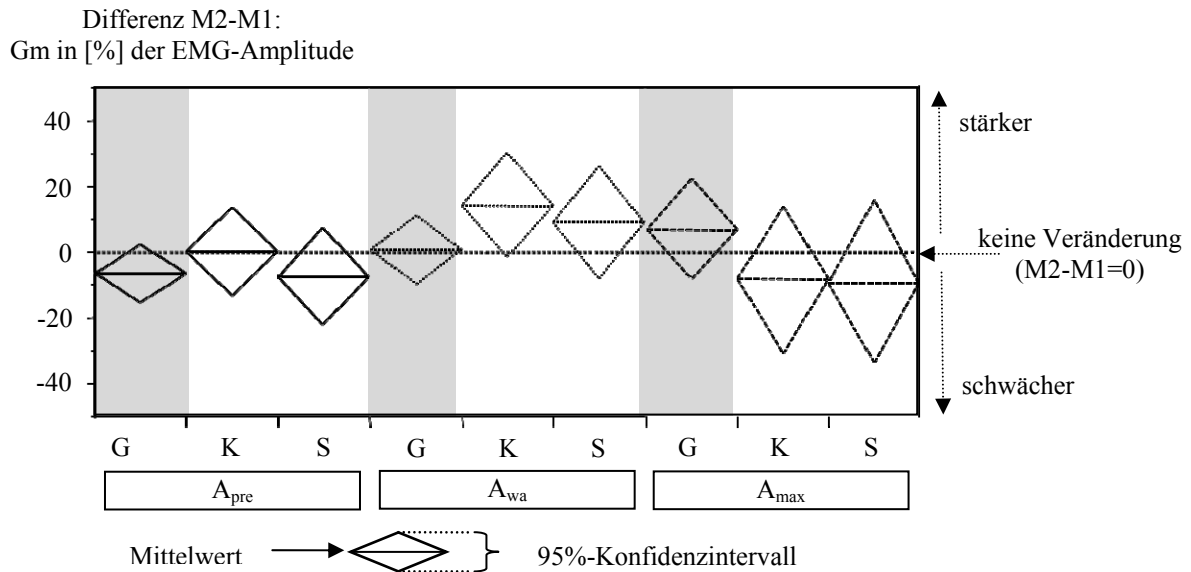 Differenz M2-M1:
Gm in [%] der EMG-Amplitude
40
20
0
-20
-40
stärker
keine Veränderung
(M2-M1=0)
schwächer
G K S G K S G K S
Apre Awa Amax
Mittelwert 95%-Konfidenzintervall